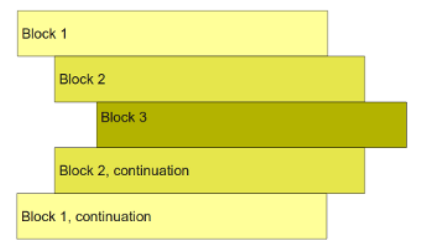 Block 1
Block 2
Block 3
Block 2, continuation
Block 1, continuation